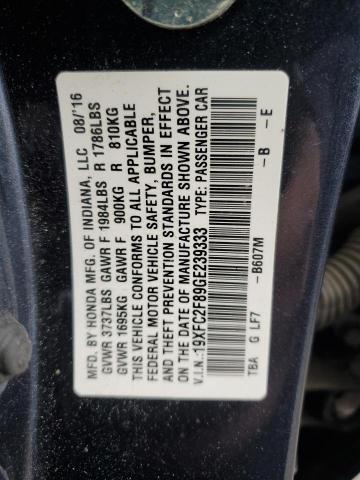 MFD. BY HONDA MFG. OF INDIANA, LLC 08/'16
GVWR 3737LBS GAWR F 1984LBS R 1786LBS
GVWR 1695KG GAWR F 900KG R 810KG
THIS VEHICLE CONFORMS TO ALL APPLICABLE
FEDERAL MOTOR VEHICLE SAFETY, BUMPER,
AND THEFT PREVENTION STANDARDS IN EFFECT
ON THE DATE OF MANUFACTURE SHOWN ABOVE.
V.I.N.: 19XFC2F89GE239333 TYPE: PASSENGER CAR
TBA G LF7 -B607M -B -E